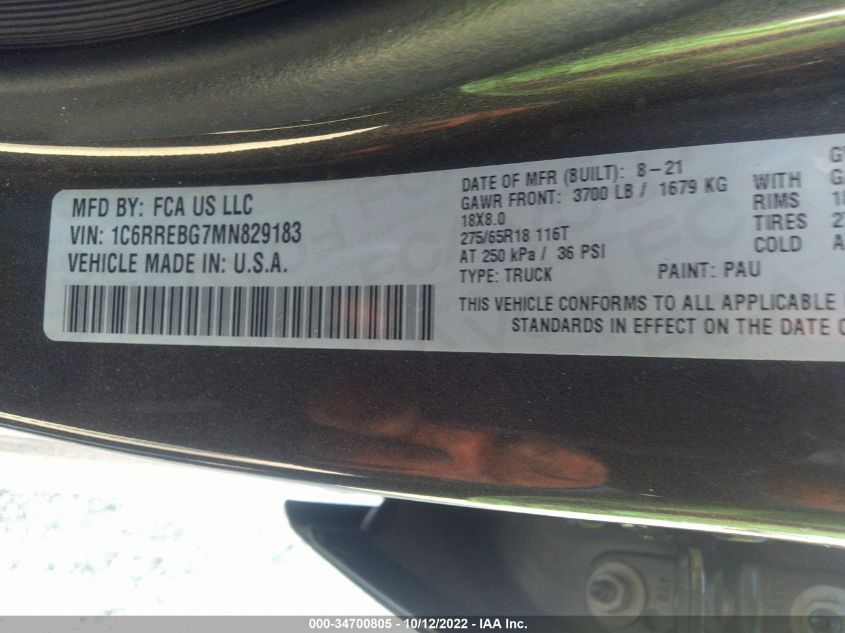 MFD BY: FCA US LLC
VIN: 1C6RREBG7MN829183
VEHICLE MADE IN: U.S.A.
DATE OF MFR (BUILT): 8-21
GAWR FRONT: 3700 LB / 1679 KG WITH
18X8.0 RIMS
275/65R18 116T TIRES
AT 250 kPa / 36 PSI COLD
TYPE: TRUCK PAINT: PAU
THIS VEHICLE CONFORMS TO ALL APPLICABLE
STANDARDS IN EFFECT ON THE DATE
000-34700805 - 10/12/2022 - IAA Inc.